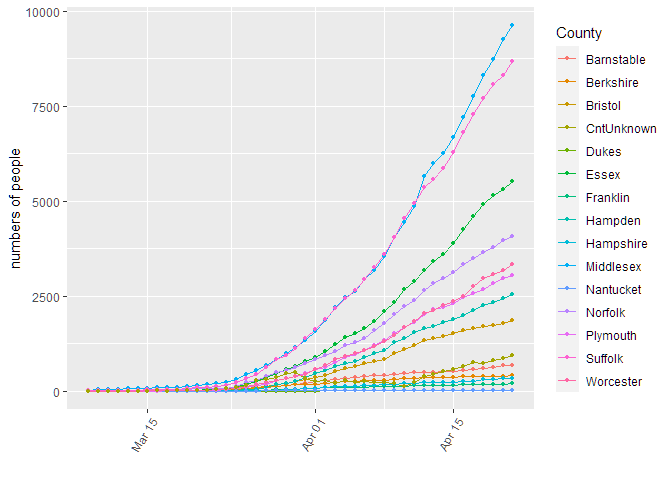 numbers of people
10000
7500
5000
2500
0
Mar 15
Apr 01
Apr 15
County
Barnstable
Berkshire
Bristol
CntUnknown
Dukes
Essex
Franklin
Hampden
Hampshire
Middlesex
Nantucket
Norfolk
Plymouth
Suffolk
Worcester